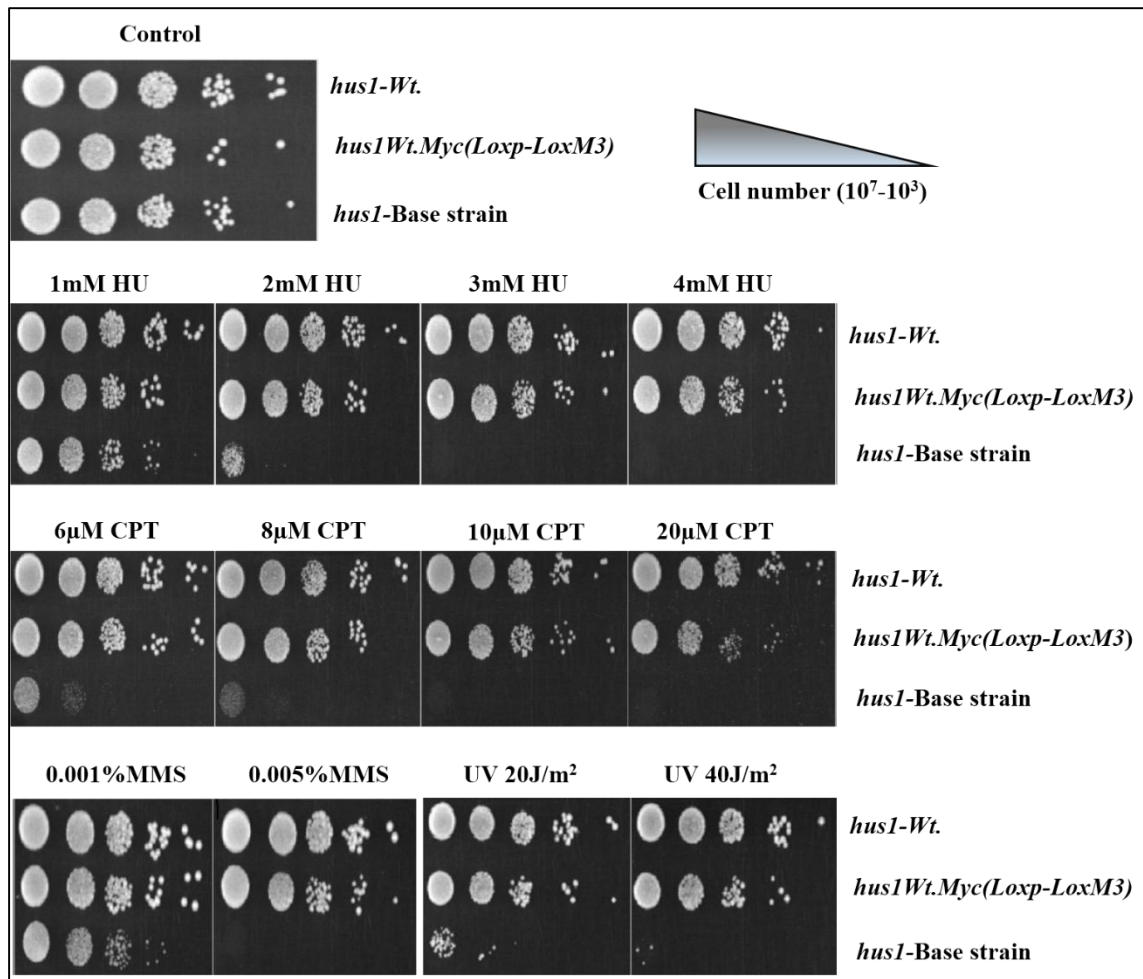 Control
hus1-Wt.
hus1Wt.Myc(Loxp-LoxM3)
hus1-Base strain
Cell number (10⁷-10³)
1mM HU 2mM HU 3mM HU 4mM HU
hus1-Wt.
hus1Wt.Myc(Loxp-LoxM3)
hus1-Base strain
6µM CPT 8µM CPT 10µM CPT 20µM CPT
hus1-Wt.
hus1Wt.Myc(Loxp-LoxM3)
hus1-Base strain
0.001%MMS 0.005%MMS UV 20J/m² UV 40J/m²
hus1-Wt.
hus1Wt.Myc(Loxp-LoxM3)
hus1-Base strain